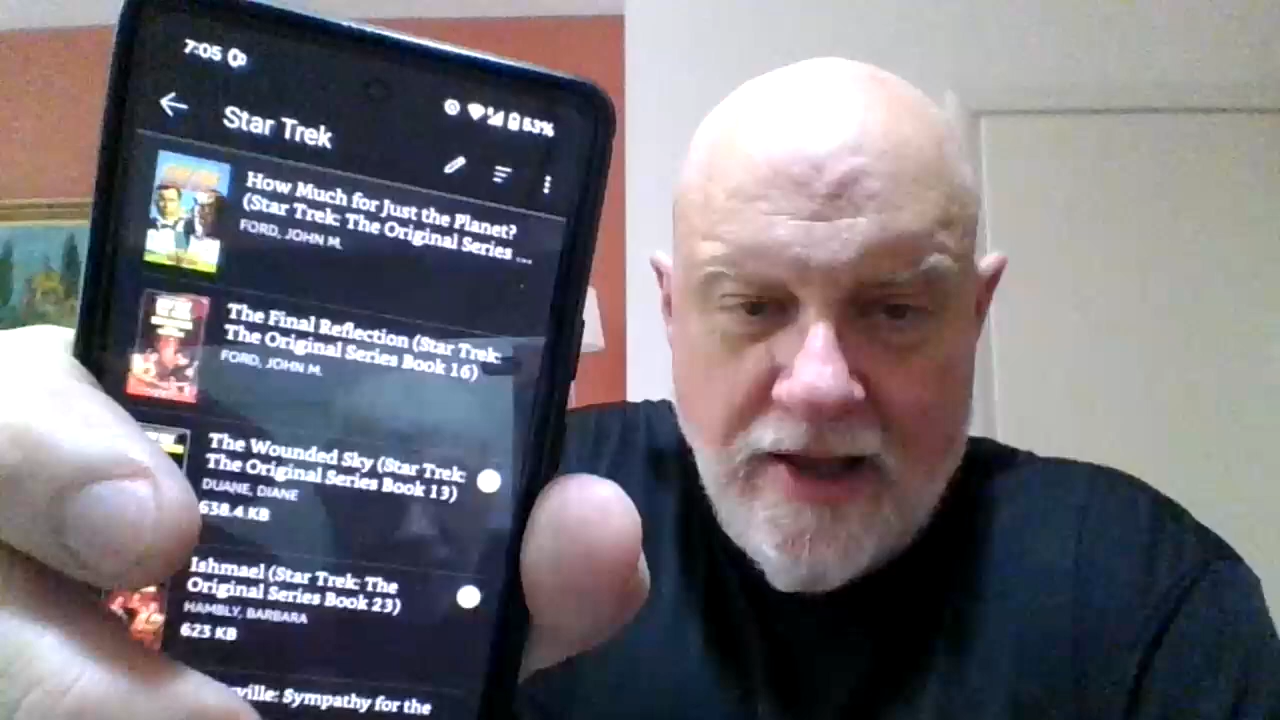 7:05
53%
Star Trek
How Much for Just the Planet?
(Star Trek: The Original Series ...
FORD, JOHN M.
The Final Reflection (Star Trek:
The Original Series Book 16)
FORD, JOHN M.
The Wounded Sky (Star Trek:
The Original Series Book 13)
DUANE, DIANE
638.4 KB
Ishmael (Star Trek: The
Original Series Book 23)
HAMBLY, BARBARA
623 KB
ville: Sympathy for the